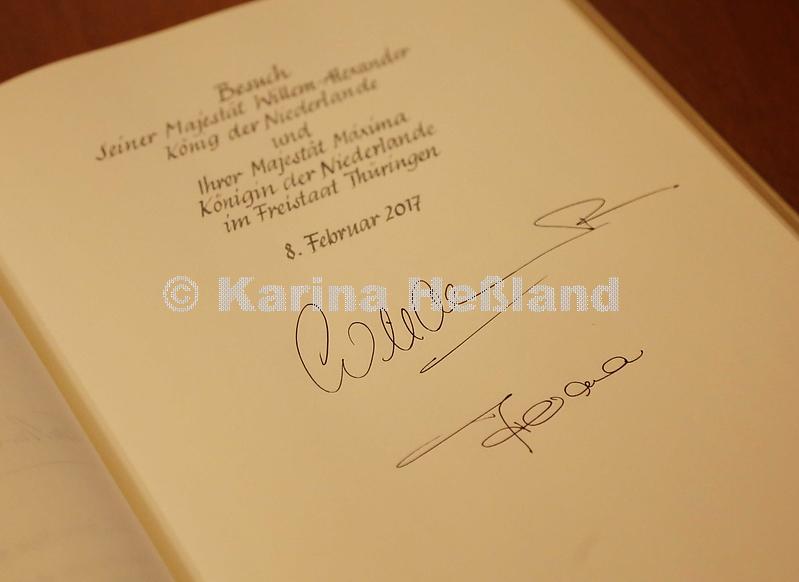 Besuch
Seiner Majestät Willem-Alexander
König der Niederlande
und
Ihrer Majestät Máxima
Königin der Niederlande
im Freistaat Thüringen
8. Februar 2017
© Karina Heßland